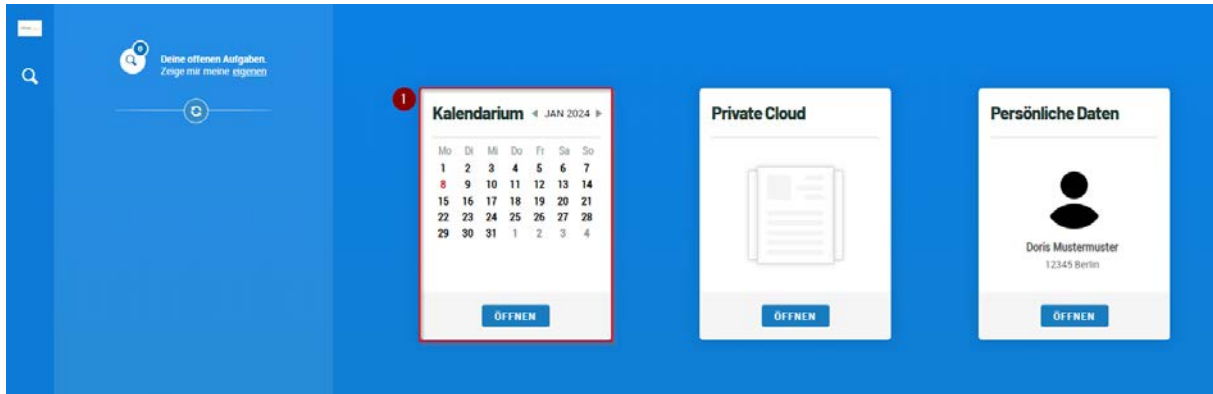 0
Deine offenen Aufgaben.
Zeige mir meine eigenen
1
Kalendarium JAN 2024
Mo Di Mi Do Fr Sa So
1 2 3 4 5 6 7
8 9 10 11 12 13 14
15 16 17 18 19 20 21
22 23 24 25 26 27 28
29 30 31 1 2 3 4
ÖFFNEN
Private Cloud
ÖFFNEN
Persönliche Daten
Doris Mustermuster
12345 Berlin
ÖFFNEN